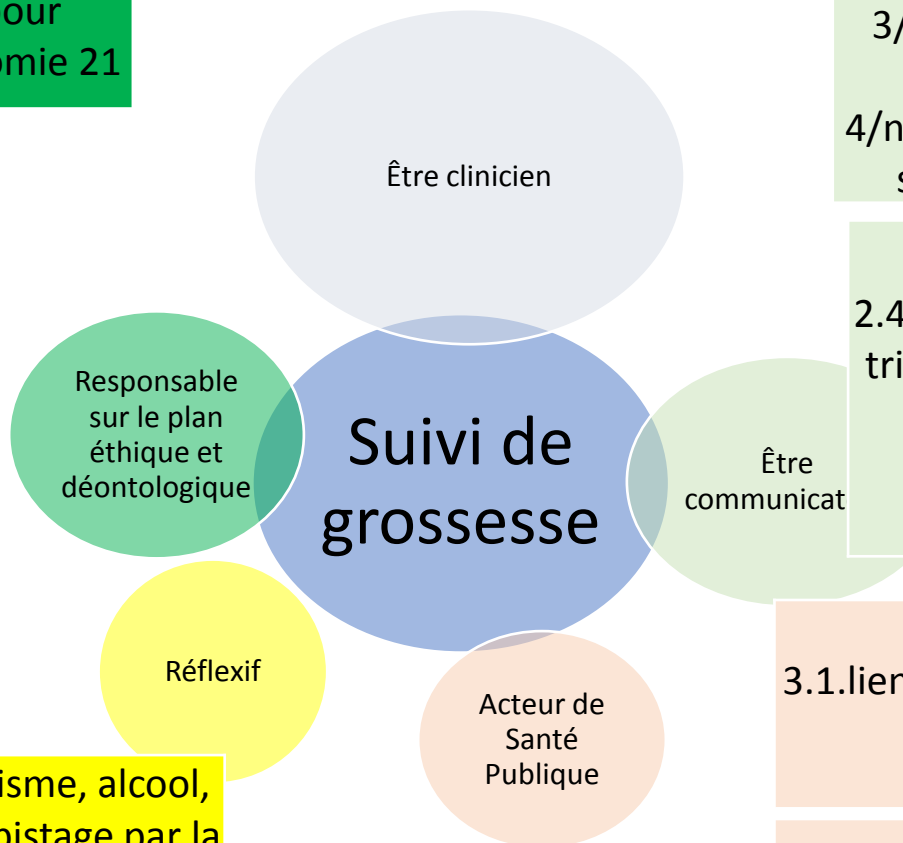 pour
omie 21
3/
4/n
s
Être clinicien
2.4
tri
Responsable
sur le plan
éthique et
déontologique
Suivi de
grossesse
Être
communicat
Réflexif
Acteur de
Santé
Publique
3.1.lien
isme, alcool,
pistage par la